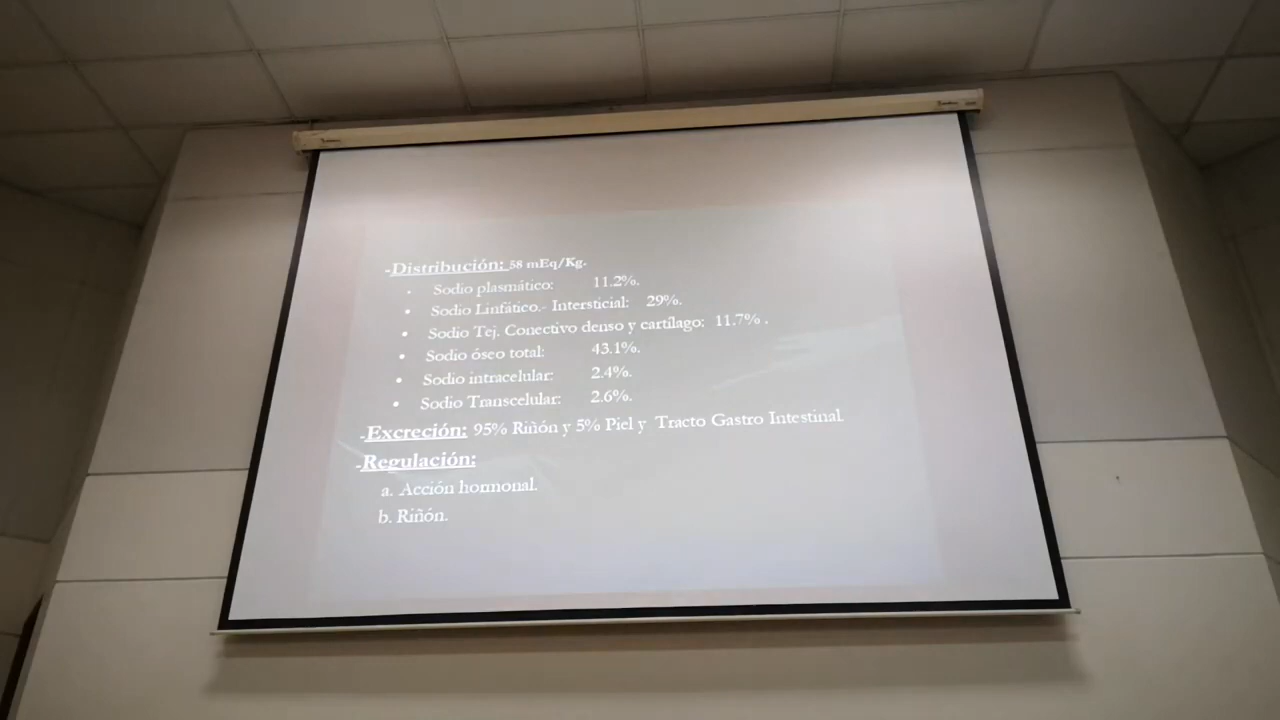 -Distribución: 58 mEq/Kg.
• Sodio plasmático: 11.2%.
• Sodio Linfático.- Intersticial: 29%.
• Sodio Tej. Conectivo denso y cartílago: 11.7% .
• Sodio óseo total: 43.1%.
• Sodio intracelular: 2.4%.
• Sodio Transcelular: 2.6%.
-Excreción: 95% Riñón y 5% Piel y Tracto Gastro Intestinal.
-Regulación:
a. Acción hormonal.
b. Riñón.